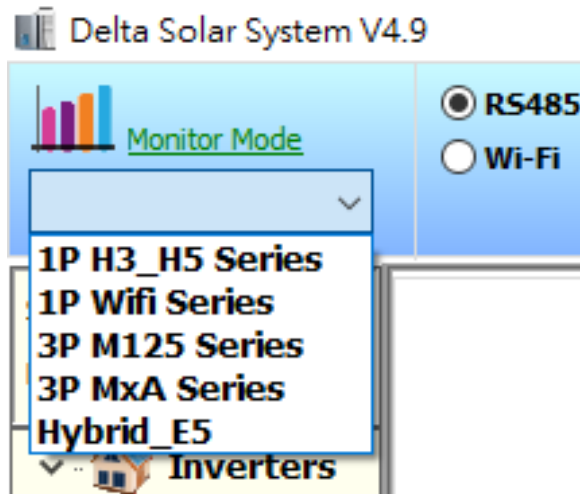 Delta Solar System V4.9
Monitor Mode
RS485
Wi-Fi
1P H3_H5 Series
1P Wifi Series
3P M125 Series
3P MxA Series
Hybrid_E5
Inverters